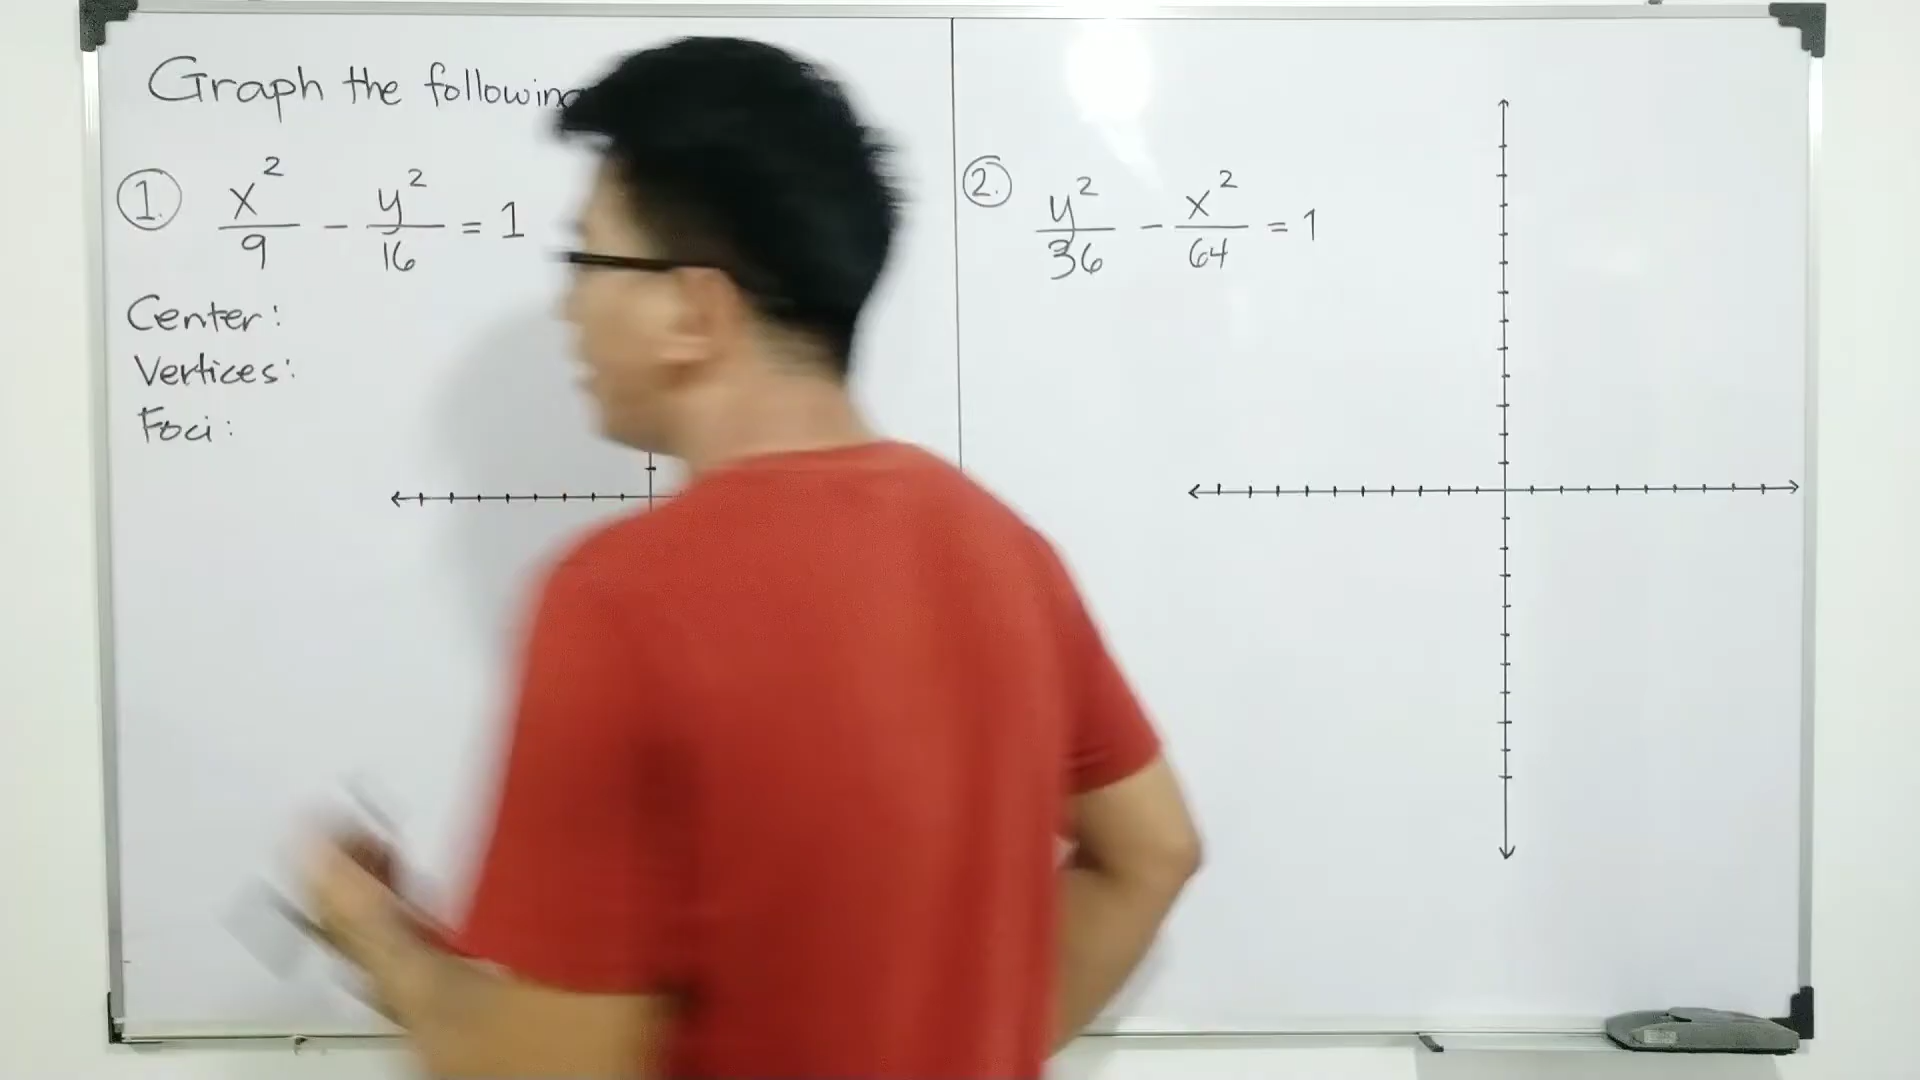 Graph the following
1. x²/9 - y²/16 = 1
Center:
Vertices:
Foci:
2. y²/36 - x²/64 = 1